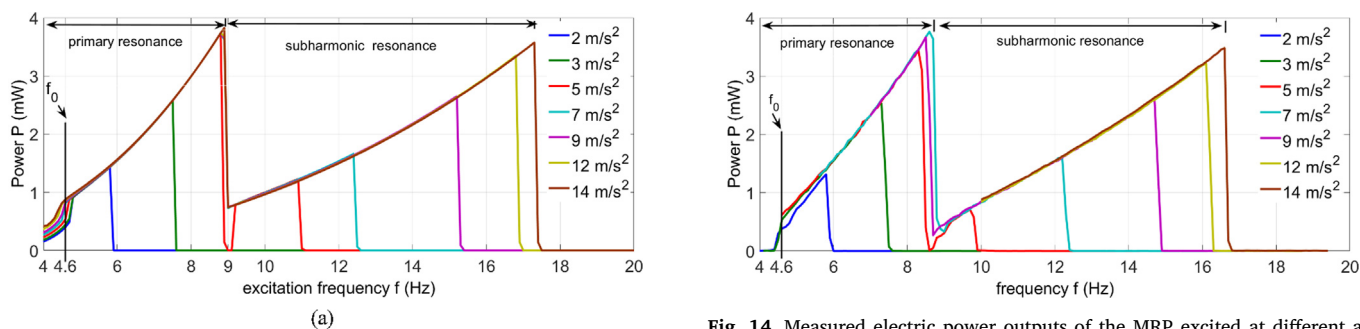 4
3
2
1
0
Power P (mW)
primary resonance
subharmonic resonance
f0
2 m/s²
3 m/s²
5 m/s²
7 m/s²
9 m/s²
12 m/s²
14 m/s²
4 4.6 6 8 9 10 12 14 16 18 20
excitation frequency f (Hz)
(a)
4
3
2
1
0
Power P (mW)
primary resonance
subharmonic resonance
f0
2 m/s²
3 m/s²
5 m/s²
7 m/s²
9 m/s²
12 m/s²
14 m/s²
4 4.6 6 8 10 12 14 16 18 20
frequency f (Hz)
Fig. 14. Measured electric power outputs of the MRP excited at different a